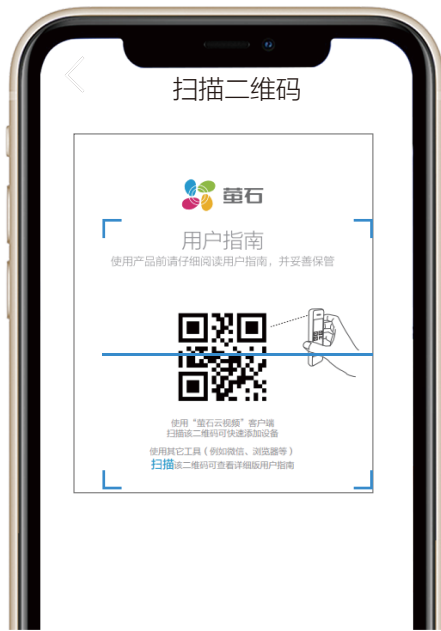 扫描二维码
萤石
用户指南
使用产品前请仔细阅读用户指南，并妥善保管
使用“萤石云视频”客户端
扫描该二维码可快速添加设备
使用其它工具（例如微信、浏览器等）
扫描该二维码可查看详细版用户指南